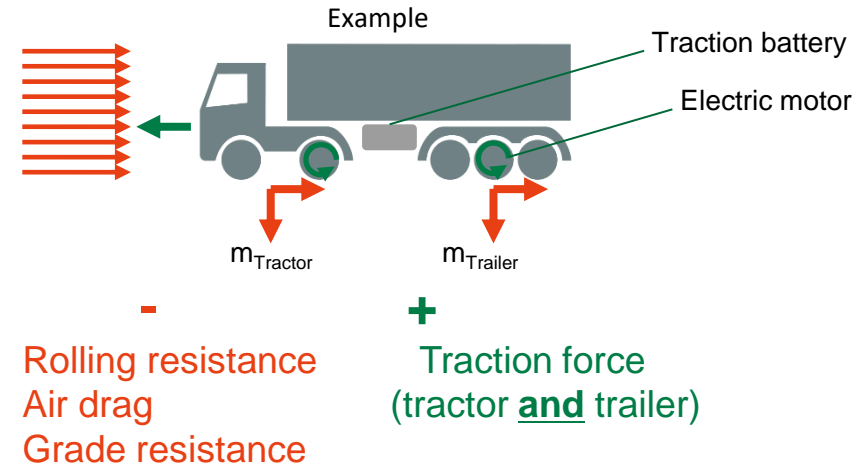 Example
Traction battery
Electric motor
mTractor
mTrailer
-
+
Rolling resistance
Air drag
Grade resistance
Traction force
(tractor and trailer)